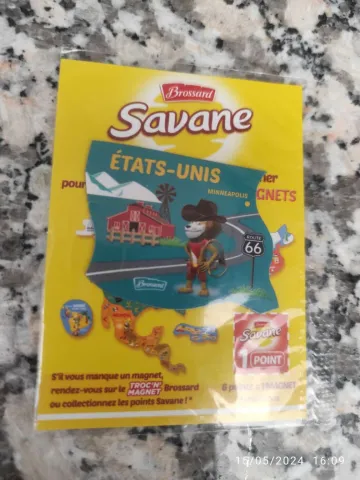 Brossard
Savane
ÉTATS-UNIS
MINNEAPOLIS
pour
GNETS
ROUTE
66
Brossard
Savane
1 POINT
S'il vous manque un magnet,
rendez-vous sur le TROC'N' MAGNET Brossard
ou collectionnez les points Savane ! *
15/05/2024 16:09